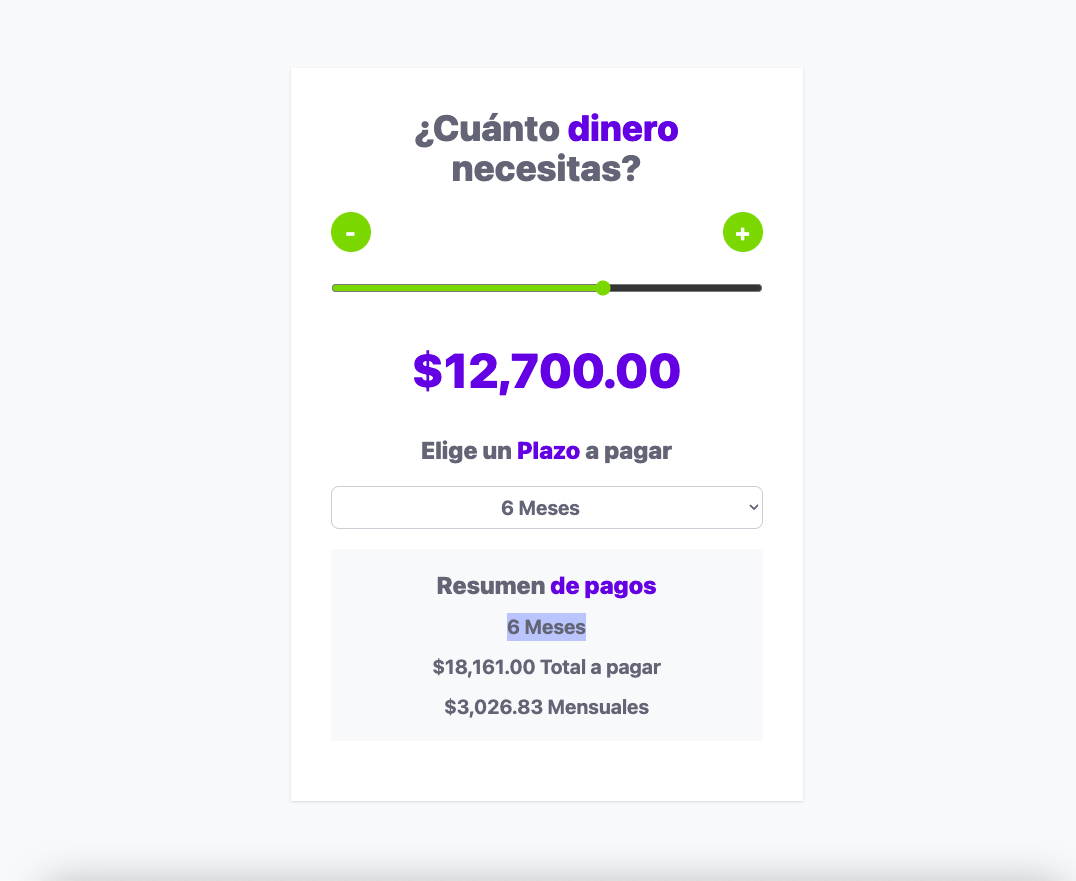 ¿Cuánto dinero
necesitas?
- +
$12,700.00
Elige un Plazo a pagar
6 Meses
Resumen de pagos
6 Meses
$18,161.00 Total a pagar
$3,026.83 Mensuales